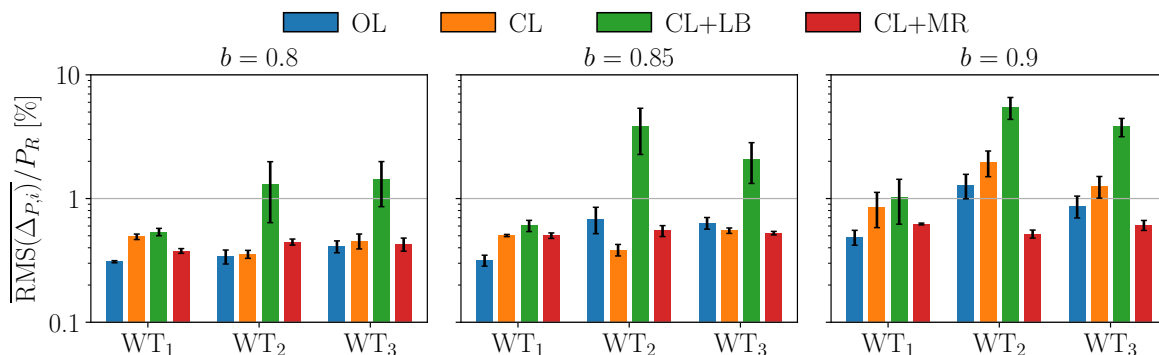 OL CL CL+LB CL+MR
b = 0.8 b = 0.85 b = 0.9
RMS(Δ_{P,i})/P_R [%]
10
1
0.1
WT₁ WT₂ WT₃ WT₁ WT₂ WT₃ WT₁ WT₂ WT₃